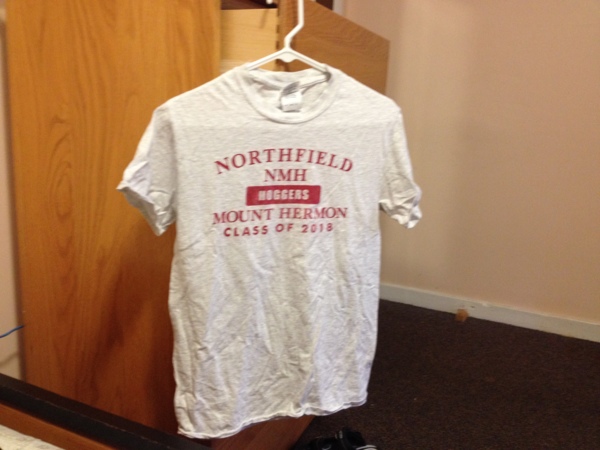 NORTHFIELD
NMH
HOGGERS
MOUNT HERMON
CLASS OF 2018